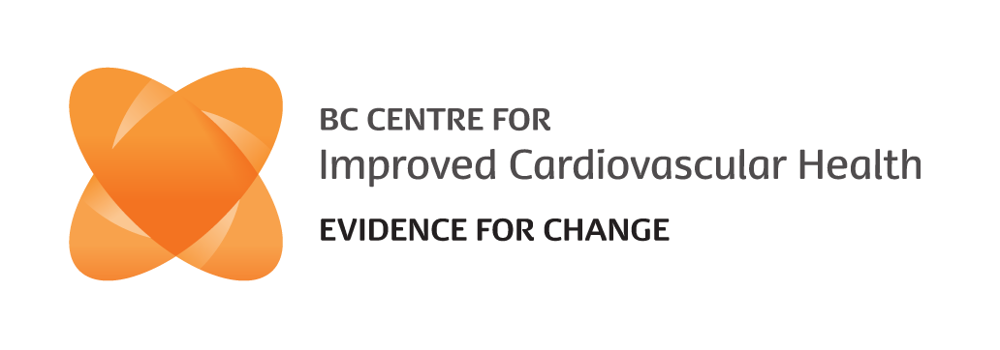 BC CENTRE FOR
Improved Cardiovascular Health
EVIDENCE FOR CHANGE